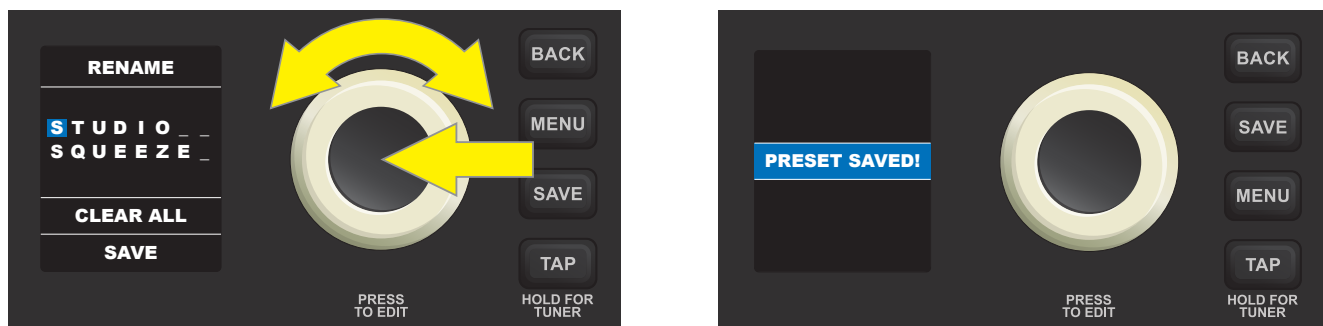 RENAME
STUDIO_ _
SQUEEZE_
CLEAR ALL
SAVE
PRESS
TO EDIT
BACK
MENU
SAVE
TAP
HOLD FOR
TUNER
PRESET SAVED!
PRESS
TO EDIT
BACK
SAVE
MENU
TAP
HOLD FOR
TUNER